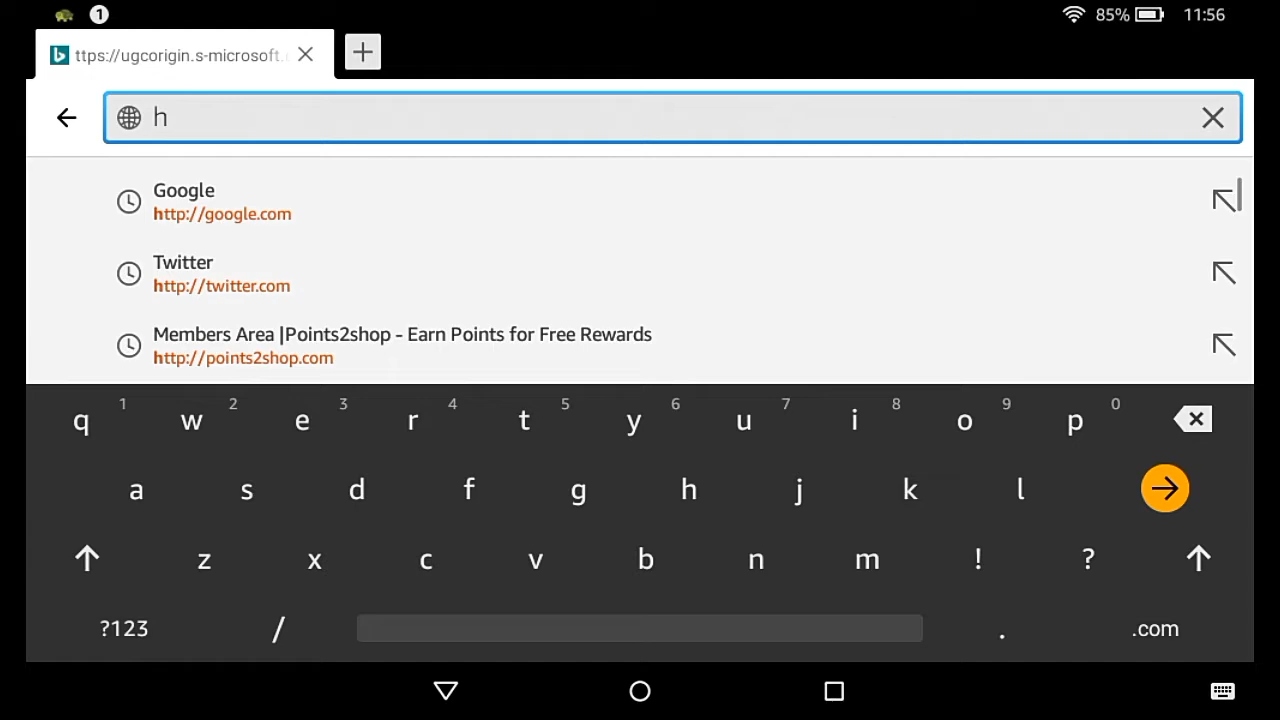 1 85% 11:56
ttps://ugcorigin.s-microsoft.
h
Google
http://google.com
Twitter
http://twitter.com
Members Area |Points2shop - Earn Points for Free Rewards
http://points2shop.com
1 2 3 4 5 6 7 8 9 0
q w e r t y u i o p
a s d f g h j k l
z x c v b n m ! ?
?123 / . .com